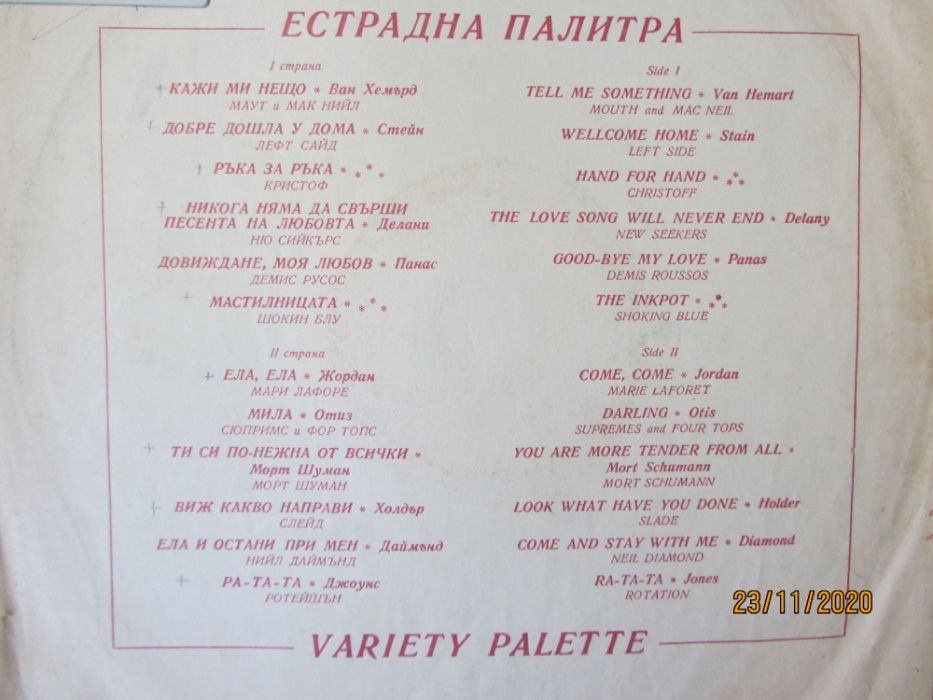 ЕСТРАДНА ПАЛИТРА
I страна
КАЖИ МИ НЕЩО * Ван Хемърд
МАУТ и МАК НИЙЛ
ДОБРЕ ДОШЛА У ДОМА * Стейн
ЛЕФТ САЙД
РЪКА ЗА РЪКА * ***
КРИСТОФ
НИКОГА НЯМА ДА СВЪРШИ
ПЕСЕНТА НА ЛЮБОВТА * Делани
НЮ СИЙКЪРС
ДОВИЖДАНЕ, МОЯ ЛЮБОВ * Панас
ДЕМИС РУСОС
МАСТИЛНИЦАТА * ***
ШОКИН БЛУ
II страна
ЕЛА, ЕЛА * Жордан
МАРИ ЛАФОРЕ
МИЛА * Отиз
СЮПРИМС и ФОР ТОПС
ТИ СИ ПО-НЕЖНА ОТ ВСИЧКИ *
Морт Шуман
МОРТ ШУМАН
ВИЖ КАКВО НАПРАВИ * Холдър
СЛЕЙД
ЕЛА И ОСТАНИ ПРИ МЕН * Даймънд
НИЙЛ ДАЙМЪНД
РА-ТА-ТА * Джоунс
РОТЕЙШЪН
Side I
TELL ME SOMETHING * Van Hemart
MOUTH and MAC NEIL
WELLCOME HOME * Stain
LEFT SIDE
HAND FOR HAND * ***
CHRISTOFF
THE LOVE SONG WILL NEVER END * Delany
NEW SEEKERS
GOOD-BYE MY LOVE * Panas
DEMIS ROUSSOS
THE INKPOT * ***
SHOKING BLUE
Side II
COME, COME * Jordan
MARIE LAFORET
DARLING * Otis
SUPREMES and FOUR TOPS
YOU ARE MORE TENDER FROM ALL *
Mort Schumann
MORT SCHUMANN
LOOK WHAT HAVE YOU DONE * Holder
SLADE
COME AND STAY WITH ME * Diamond
NEIL DIAMOND
RA-TA-TA * Jones
ROTATION
23/11/2020
VARIETY PALETTE